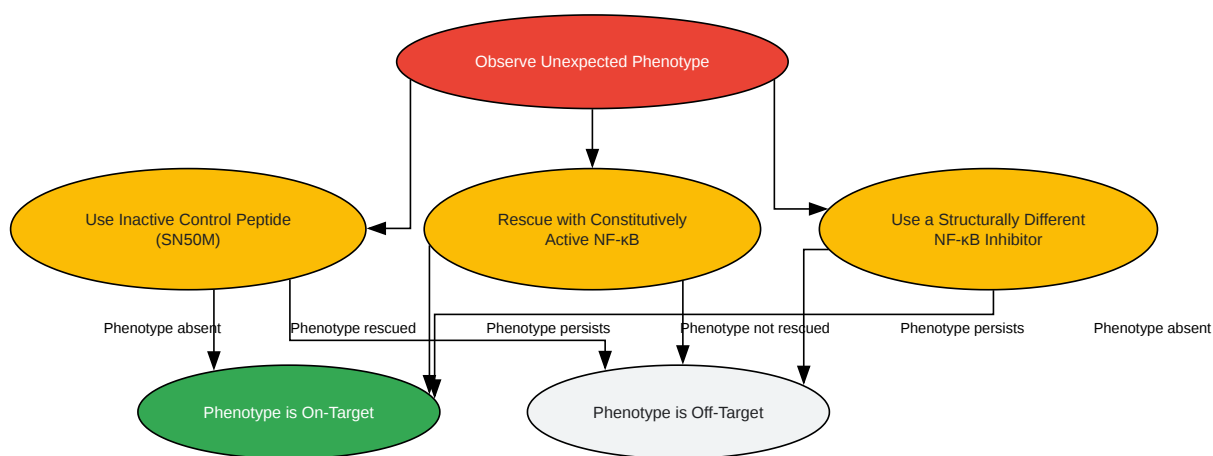 Observe Unexpected Phenotype
Use Inactive Control Peptide
(SN50M)
Rescue with Constitutively
Active NF-κB
Use a Structurally Different
NF-κB Inhibitor
Phenotype absent
Phenotype rescued
Phenotype persists
Phenotype not rescued
Phenotype persists
Phenotype absent
Phenotype is On-Target
Phenotype is Off-Target